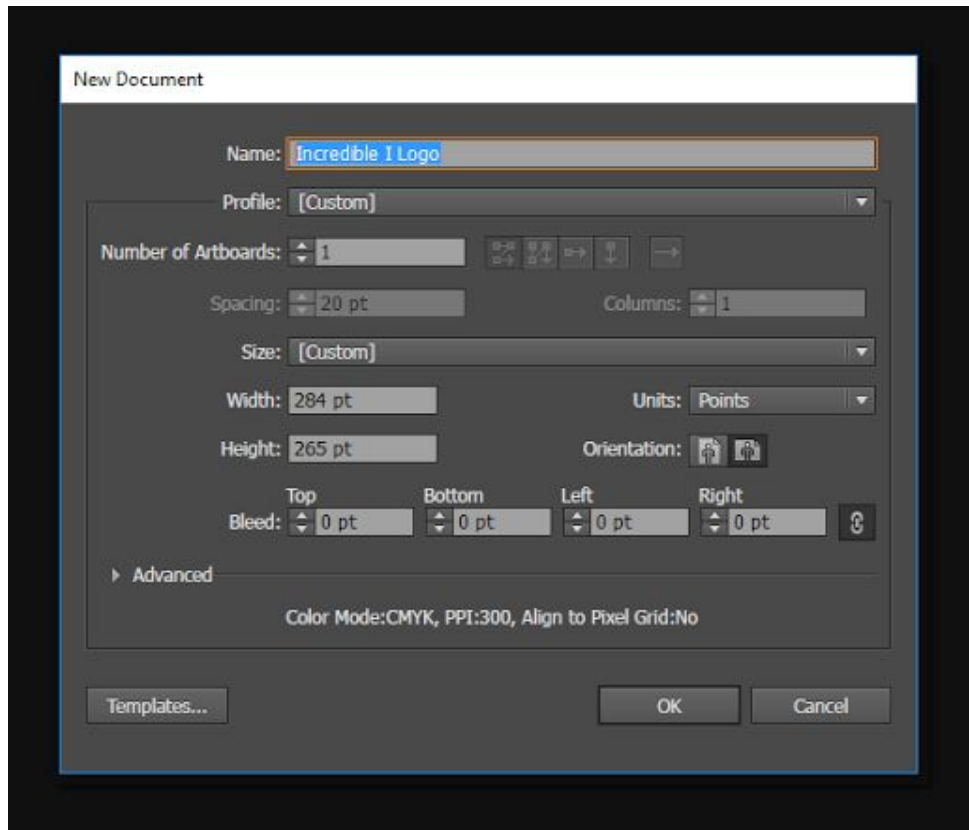 New Document
Name: Incredible I Logo
Profile: [Custom]
Number of Artboards: 1
Spacing: 20 pt Columns: 1
Size: [Custom]
Width: 284 pt Units: Points
Height: 265 pt Orientation:
Top Bottom Left Right
Bleed: 0 pt 0 pt 0 pt 0 pt
Advanced
Color Mode:CMYK, PPI:300, Align to Pixel Grid:No
Templates... OK Cancel